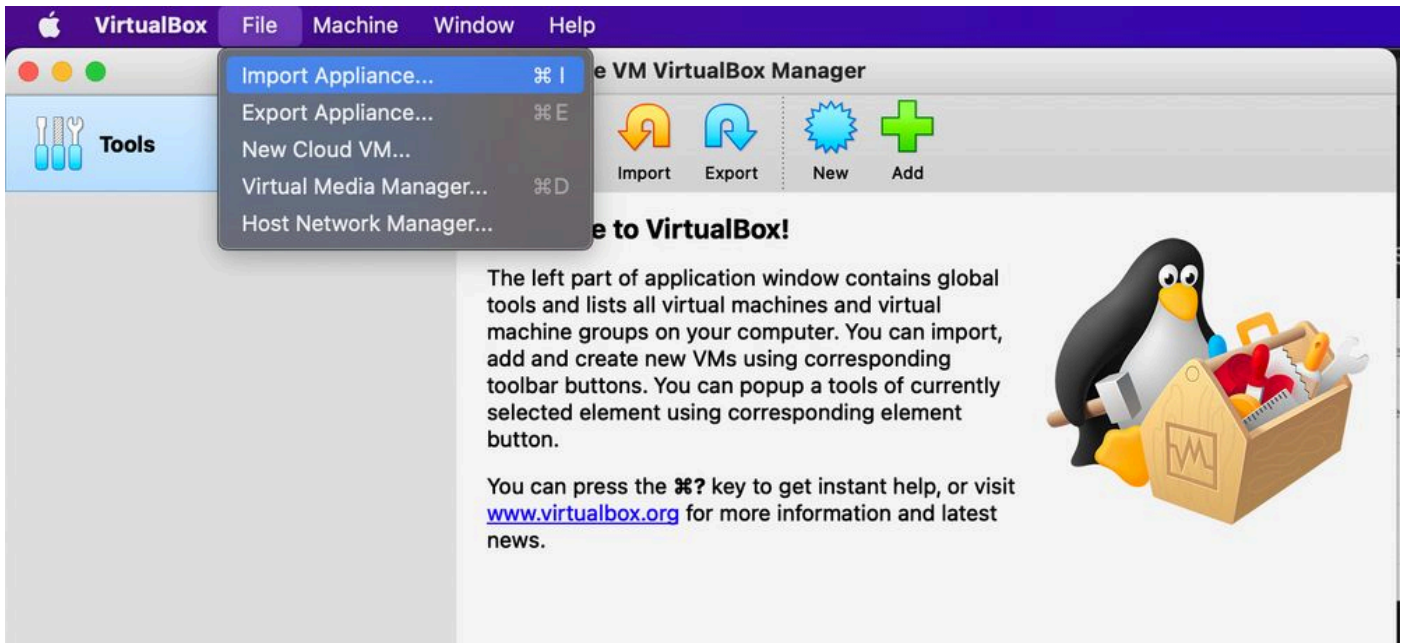 VirtualBox File Machine Window Help
Import Appliance... ⌘ I
Export Appliance... ⌘ E
New Cloud VM...
Virtual Media Manager... ⌘ D
Host Network Manager...
e VM VirtualBox Manager
Tools
Import Export New Add
e to VirtualBox!
The left part of application window contains global
tools and lists all virtual machines and virtual
machine groups on your computer. You can import,
add and create new VMs using corresponding
toolbar buttons. You can popup a tools of currently
selected element using corresponding element
button.
You can press the ⌘? key to get instant help, or visit
www.virtualbox.org for more information and latest
news.